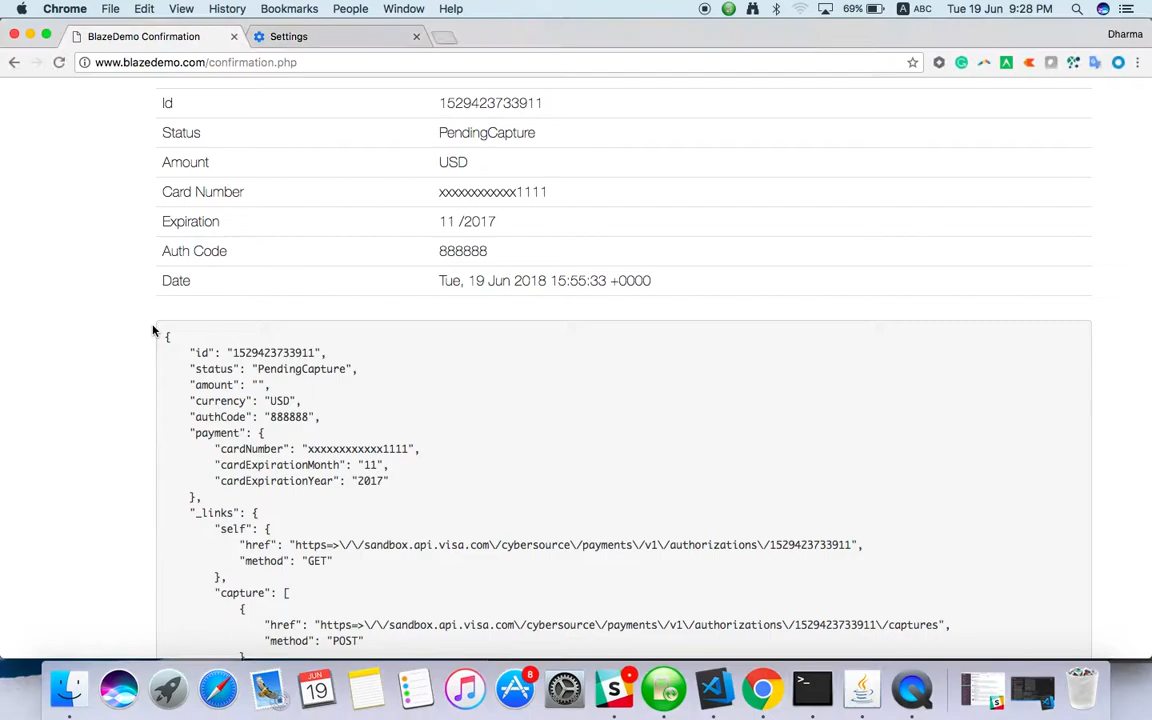 Chrome File Edit View History Bookmarks People Window Help 69% A ABC Tue 19 Jun 9:28 PM
BlazeDemo Confirmation Settings Dharma
www.blazedemo.com/confirmation.php
Id 1529423733911
Status PendingCapture
Amount USD
Card Number xxxxxxxxxxxx1111
Expiration 11 /2017
Auth Code 888888
Date Tue, 19 Jun 2018 15:55:33 +0000
{
"id": "1529423733911",
"status": "PendingCapture",
"amount": "",
"currency": "USD",
"authCode": "888888",
"payment": {
"cardNumber": "xxxxxxxxxxxx1111",
"cardExpirationMonth": "11",
"cardExpirationYear": "2017"
},
"_links": {
"self": {
"href": "https=>\/\/sandbox.api.visa.com\/cybersource\/payments\/v1\/authorizations\/1529423733911",
"method": "GET"
},
"capture": [
{
"href": "https=>\/\/sandbox.api.visa.com\/cybersource\/payments\/v1\/authorizations\/1529423733911\/captures",
"method": "POST"
}
JUN
19
8
>_